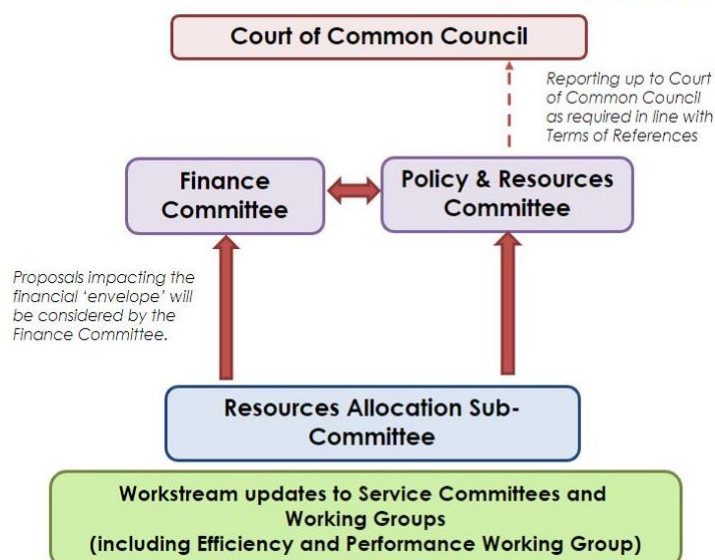 Court of Common Council
Reporting up to Court
of Common Council
as required in line with
Terms of References
Finance
Committee
Policy & Resources
Committee
Proposals impacting the
financial ‘envelope’ will
be considered by the
Finance Committee.
Resources Allocation Sub-
Committee
Workstream updates to Service Committees and
Working Groups
(including Efficiency and Performance Working Group)